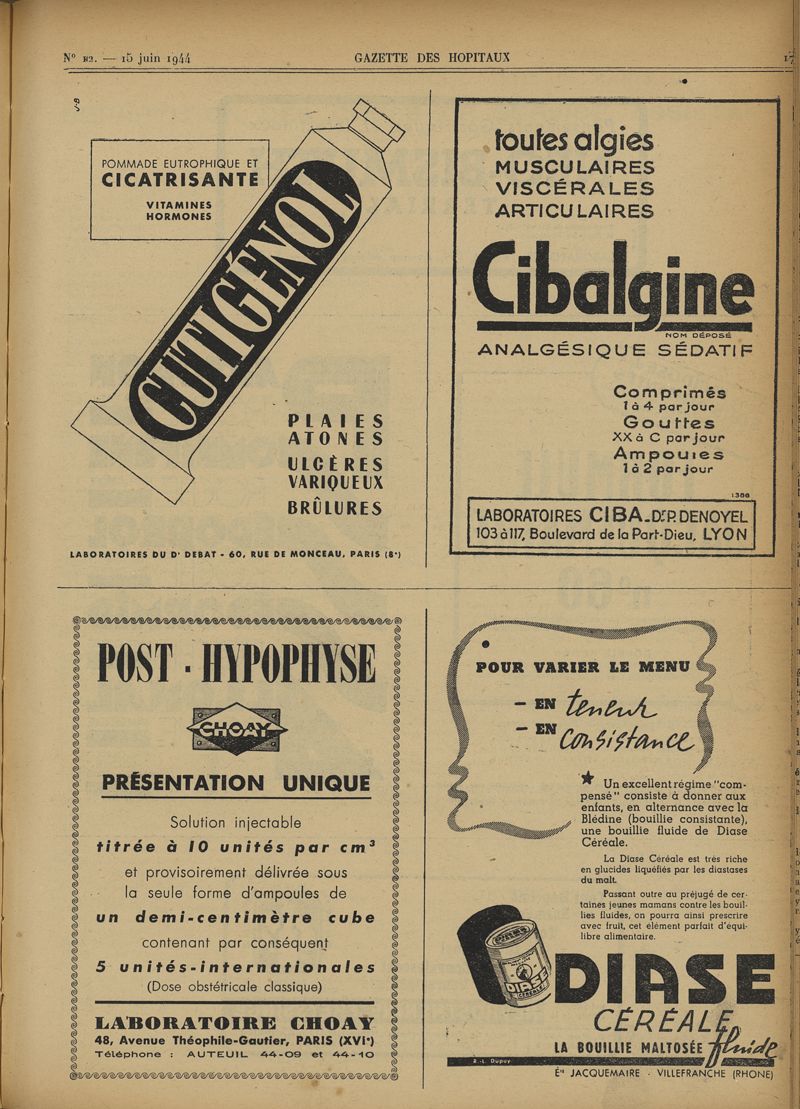 15 juin 1944
GAZETTE DES HOPITAUX
POMMADE EUTROPHIQUE ET
CICATRISANTE
VITAMINES
HORMONES
CUTIGÉNOL
PLAIES
ATONES
ULCÈRES
VARIQUEUX
BRÛLURES
LABORATOIRES DU Dr DEBAT - 60, RUE DE MONCEAU, PARIS (8e)
toutes algies
MUSCULAIRES
VISCÉRALES
ARTICULAIRES
Cibalgine
NOM DÉPOSÉ
ANALGÉSIQUE SÉDATIF
Comprimés
1 à 4 par jour
Gouttes
XX à C par jour
Ampoules
1 à 2 par jour
LABORATOIRES CIBA_Dr. P. DENOYEL
103 à 117, Boulevard de la Part-Dieu, LYON
POST - HYPOPHYSE
CHOAY
PRÉSENTATION UNIQUE
Solution injectable
titrée à 10 unités par cm³
et provisoirement délivrée sous
la seule forme d'ampoules de
un demi-centimètre cube
contenant par conséquent
5 unités-internationales
(Dose obstétricale classique)
LABORATOIRE CHOAY
48, Avenue Théophile-Gautier, PARIS (XVIe)
Téléphone : AUTEUIL 44-09 et 44-10
POUR VARIER LE MENU
- EN teneur
- EN consistance
★ Un excellent régime "com-
pensé" consiste à donner aux
enfants, en alternance avec la
Blédine (bouillie consistante),
une bouillie fluide de Diase
Céréale.
La Diase Céréale est très riche
en glucides liquéfiés par les diastases
du malt.
Passant outre au préjugé de cer-
taines jeunes mamans contre les bouil-
lies fluides, on pourra ainsi prescrire
avec fruit, cet élément parfait d'équi-
libre alimentaire.
DIASE
CÉRÉALE
DIASE
CÉRÉALE
LA BOUILLIE MALTOSÉE fluide
R.-L. Dupuy
Éts JACQUEMAIRE - VILLEFRANCHE (RHONE)